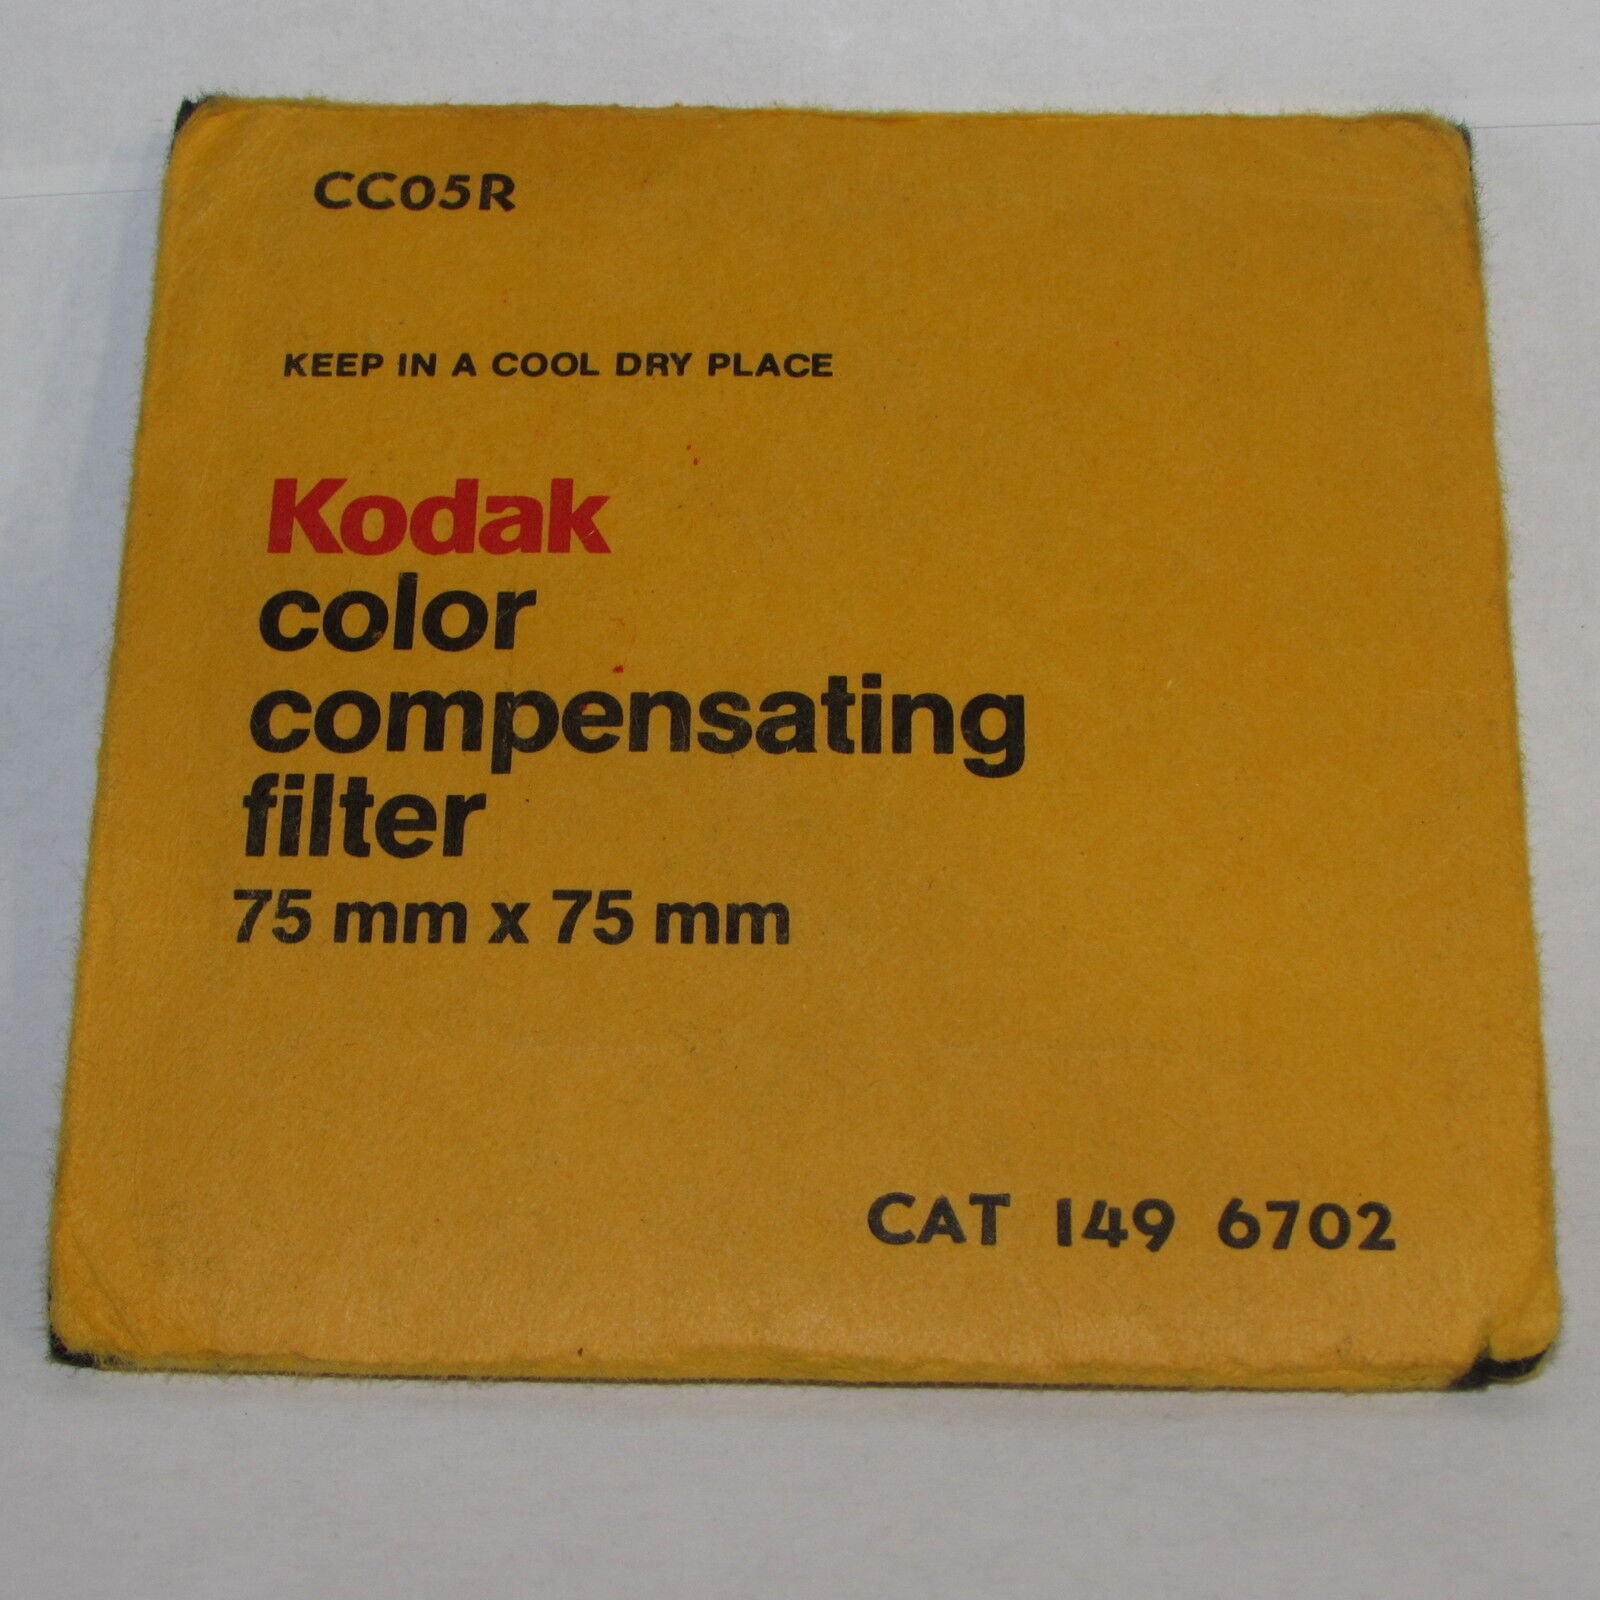 CC05R
KEEP IN A COOL DRY PLACE
Kodak
color
compensating
filter
75 mm x 75 mm
CAT 149 6702